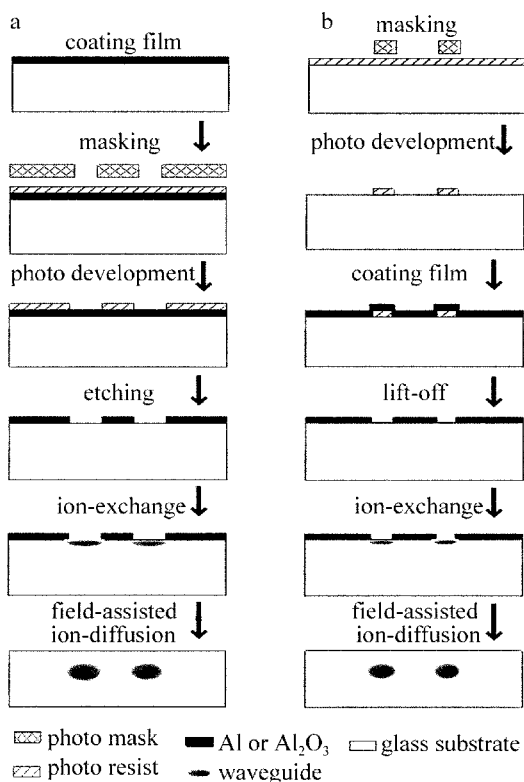 a
coating film
masking
photo development
etching
ion-exchange
field-assisted
ion-diffusion
b
masking
photo development
coating film
lift-off
ion-exchange
field-assisted
ion-diffusion
photo mask
Al or Al₂O₃
glass substrate
photo resist
waveguide